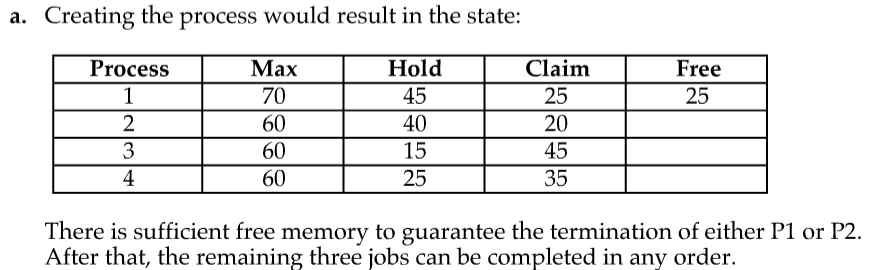 a. Creating the process would result in the state:
Process Max Hold Claim Free
1 70 45 25 25
2 60 40 20
3 60 15 45
4 60 25 35
There is sufficient free memory to guarantee the termination of either P1 or P2.
After that, the remaining three jobs can be completed in any order.